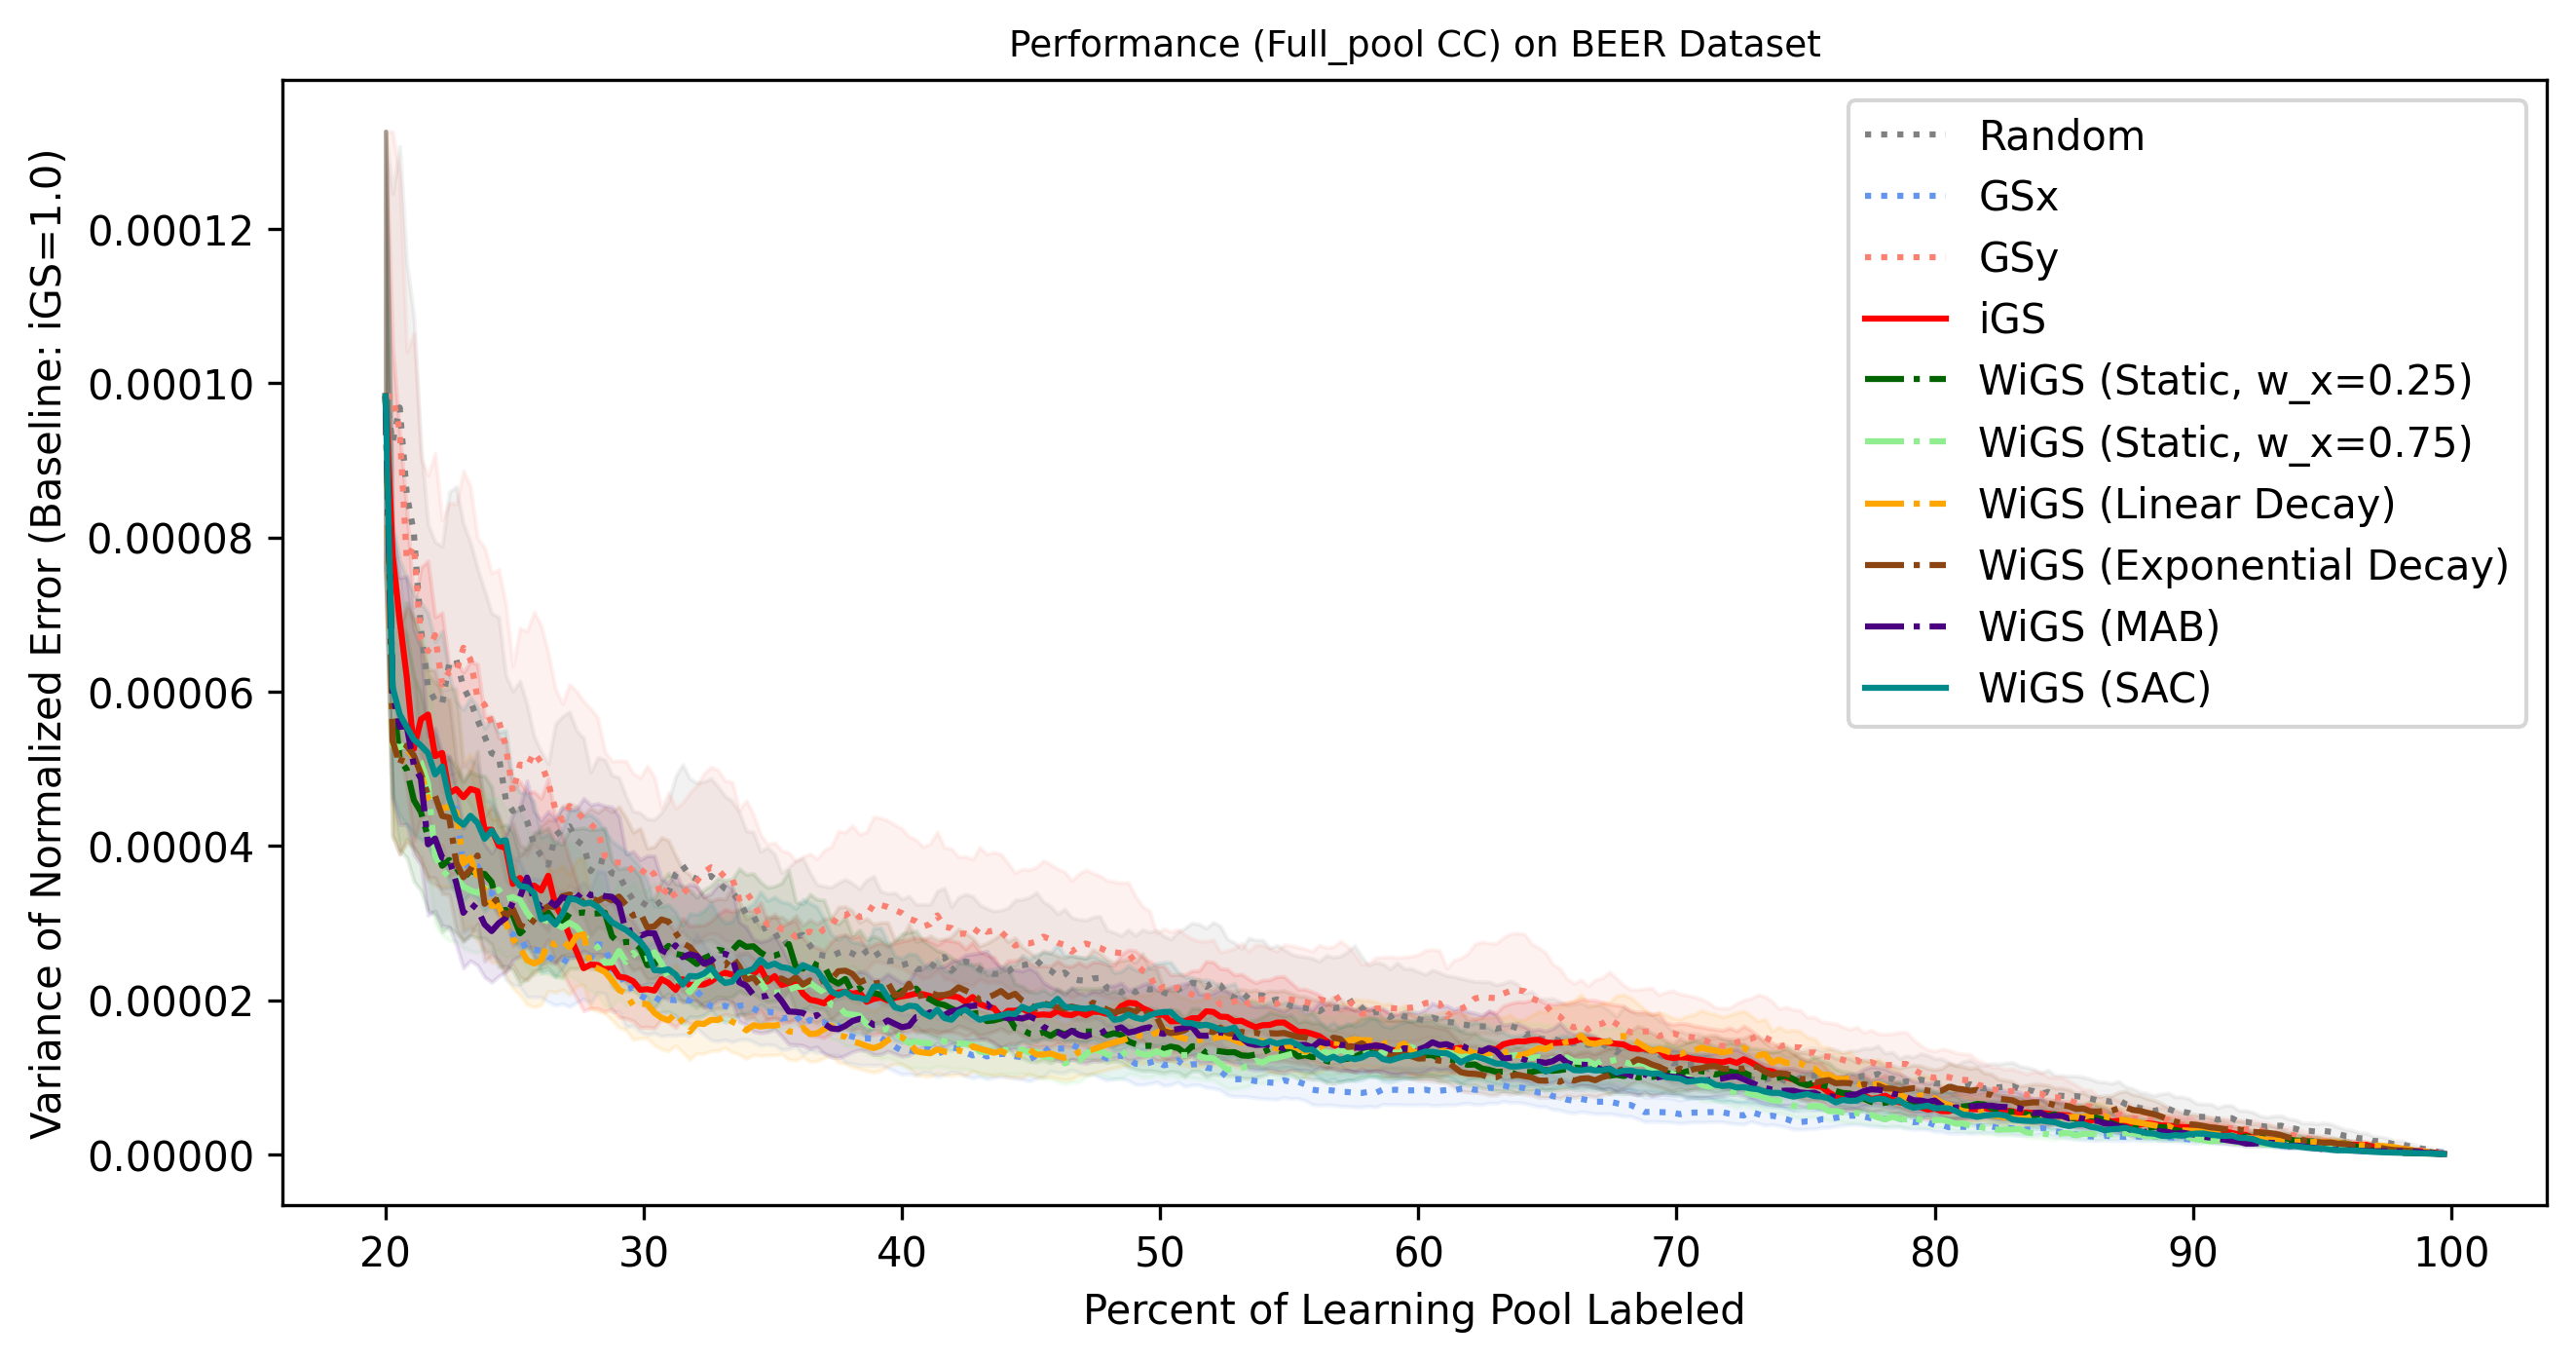 Performance (Full_pool CC) on BEER Dataset
Variance of Normalized Error (Baseline: iGS=1.0)
0.00012
0.00010
0.00008
0.00006
0.00004
0.00002
0.00000
Random
GSx
GSy
iGS
WiGS (Static, w_x=0.25)
WiGS (Static, w_x=0.75)
WiGS (Linear Decay)
WiGS (Exponential Decay)
WiGS (MAB)
WiGS (SAC)
20 30 40 50 60 70 80 90 100
Percent of Learning Pool Labeled